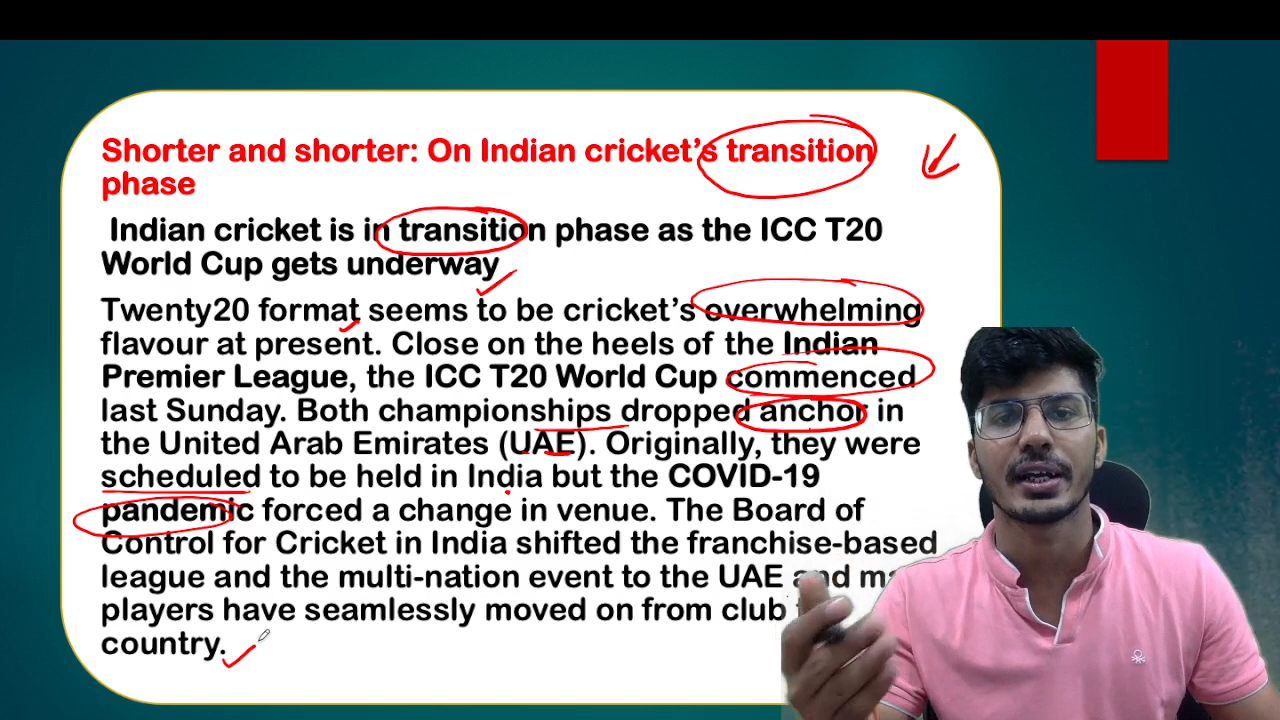 Shorter and shorter: On Indian cricket's transition
phase
Indian cricket is in transition phase as the ICC T20
World Cup gets underway
Twenty20 format seems to be cricket's overwhelming
flavour at present. Close on the heels of the Indian
Premier League, the ICC T20 World Cup commenced
last Sunday. Both championships dropped anchor in
the United Arab Emirates (UAE). Originally, they were
scheduled to be held in India but the COVID-19
pandemic forced a change in venue. The Board of
Control for Cricket in India shifted the franchise-based
league and the multi-nation event to the UAE and
players have seamlessly moved on from club
country.